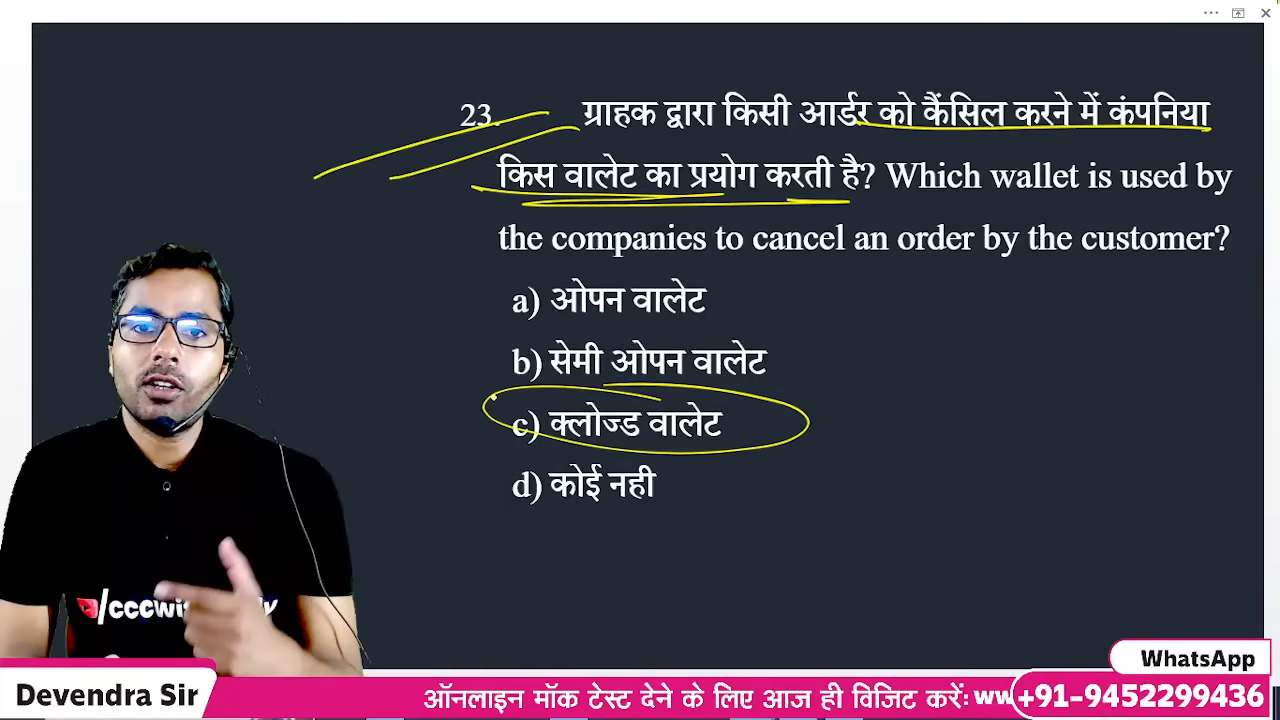 23. ग्राहक द्वारा किसी आर्डर को कैंसिल करने में कंपनिया
किस वालेट का प्रयोग करती है? Which wallet is used by
the companies to cancel an order by the customer?
a) ओपन वालेट
b) सेमी ओपन वालेट
c) क्लोज्ड वालेट
d) कोई नही
WhatsApp
Devendra Sir
ऑनलाइन मॉक टेस्ट देने के लिए आज ही विजिट करें:
+91-9452299436